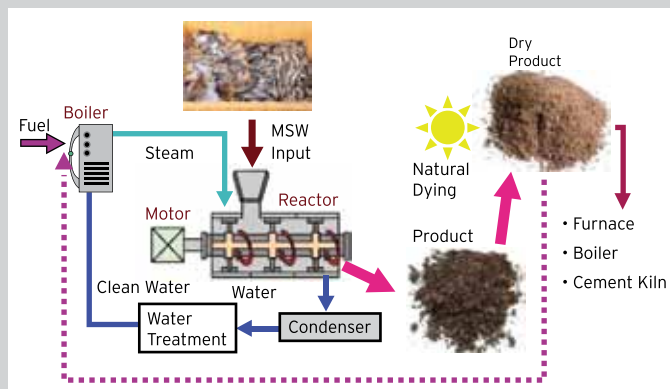 Dry
Product
Boiler
Fuel
MSW
Input
Steam
Natural
Dying
Reactor
Motor
Product
・Furnace
・Boiler
・Cement Kiln
Clean Water
Water
Water
Treatment
Condenser